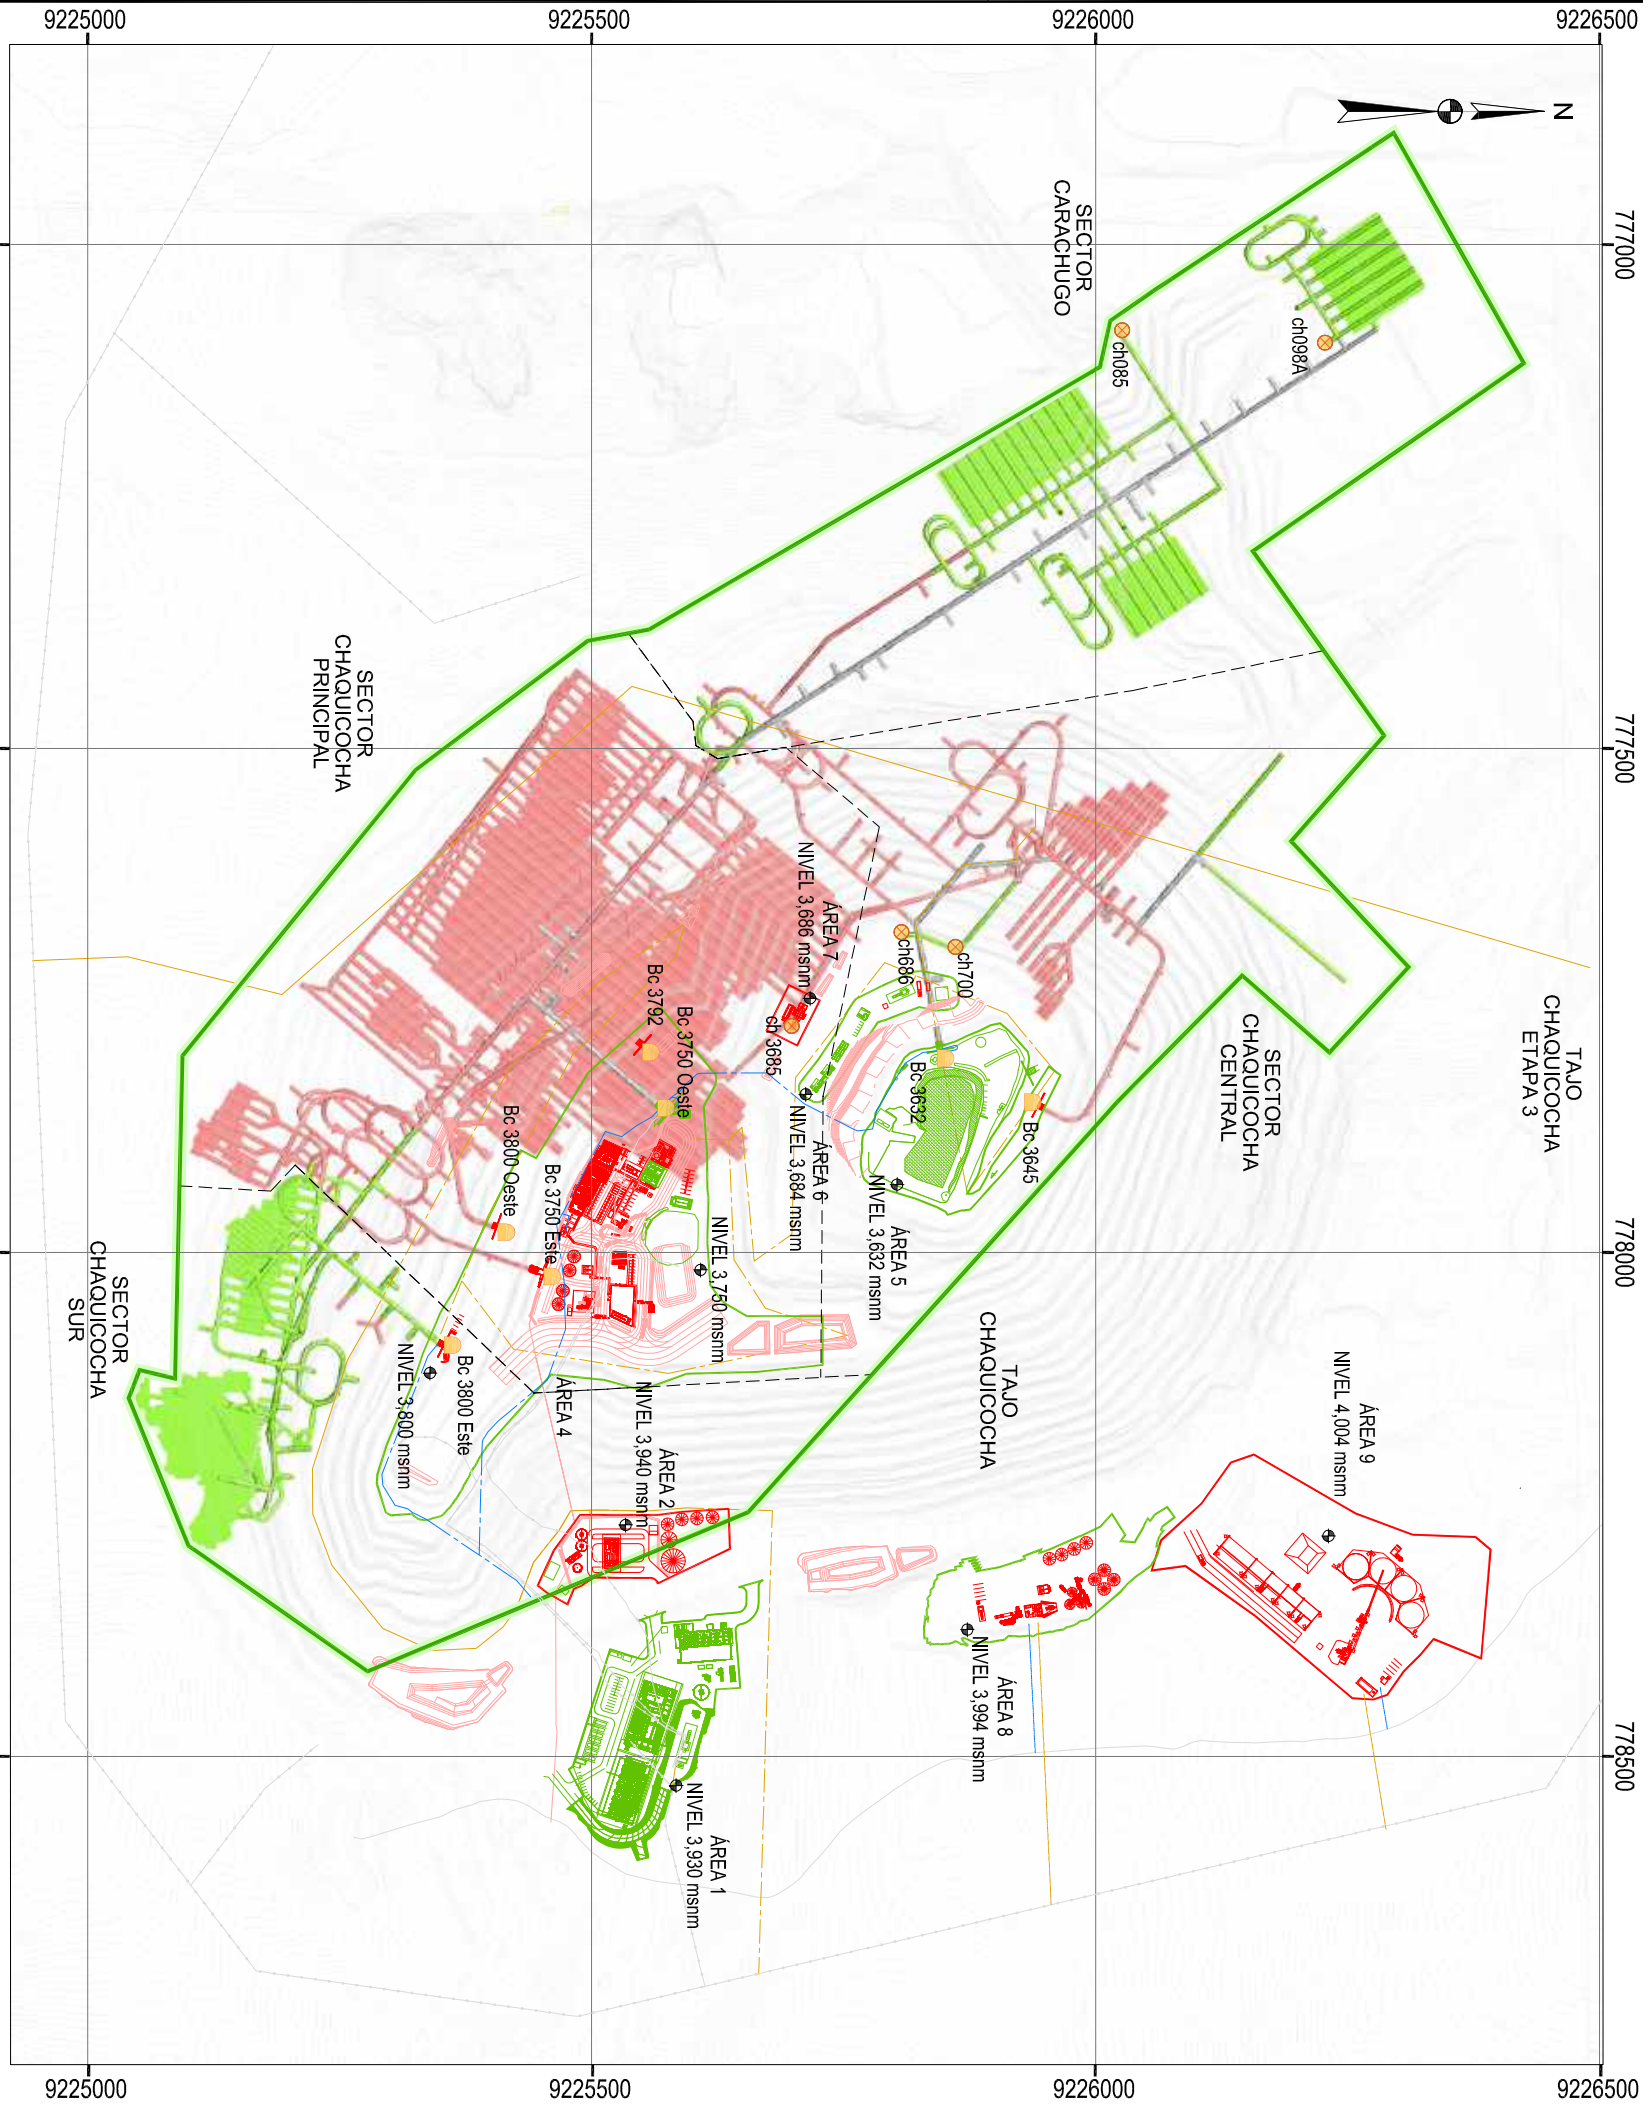 9225000
9225500
9226000
9226500
N
777000
777500
778000
778500
SECTOR
CARACHUGO
ch098A
ch085
SECTOR
CHAQUICOCHA
PRINCIPAL
ÁREA 7
NIVEL 3,686 msnm
ch686
ch700
ch 3685
Bc 3792
Bc 3750 Oeste
Bc 3632
Bc 3645
TAJO
CHAQUICOCHA
ETAPA 3
SECTOR
CHAQUICOCHA
CENTRAL
Bc 3800 Oeste
Bc 3750 Este
ÁREA 6
NIVEL 3,684 msnm
ÁREA 5
NIVEL 3,632 msnm
NIVEL 3,750 msnm
SECTOR
CHAQUICOCHA
SUR
Bc 3800 Este
NIVEL 3,800 msnm
ÁREA 4
TAJO
CHAQUICOCHA
ÁREA 2
NIVEL 3,940 msnm
ÁREA 9
NIVEL 4,004 msnm
ÁREA 8
NIVEL 3,994 msnm
ÁREA 1
NIVEL 3,930 msnm
9225000
9225500
9226000
9226500